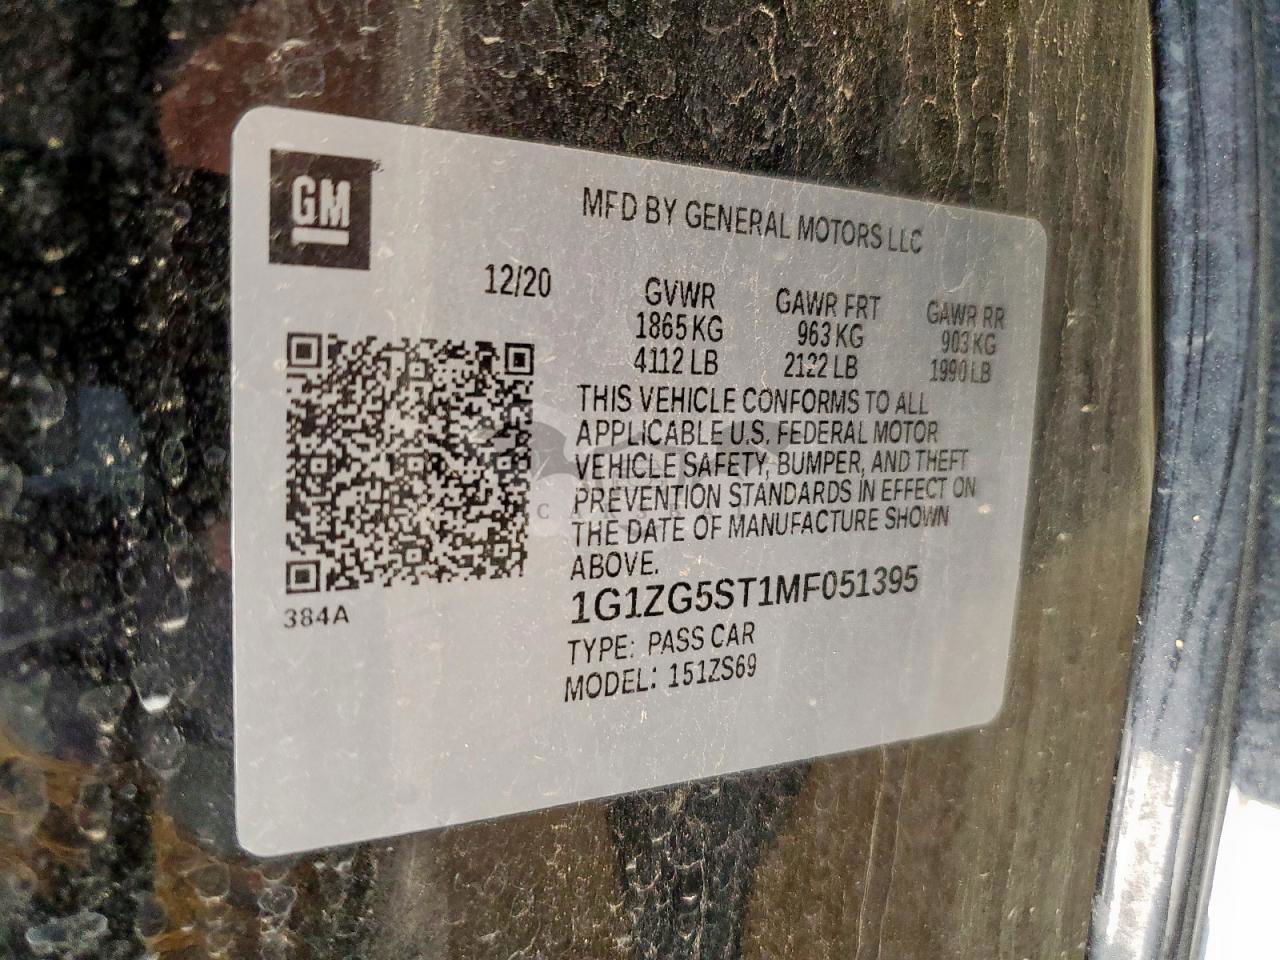 GM
MFD BY GENERAL MOTORS LLC
12/20
GVWR GAWR FRT GAWR RR
1865 KG 963 KG 903 KG
4112 LB 2122 LB 1990 LB
THIS VEHICLE CONFORMS TO ALL
APPLICABLE U.S. FEDERAL MOTOR
VEHICLE SAFETY, BUMPER, AND THEFT
PREVENTION STANDARDS IN EFFECT ON
THE DATE OF MANUFACTURE SHOWN
ABOVE.
1G1ZG5ST1MF051395
TYPE: PASS CAR
MODEL: 151ZS69
384A